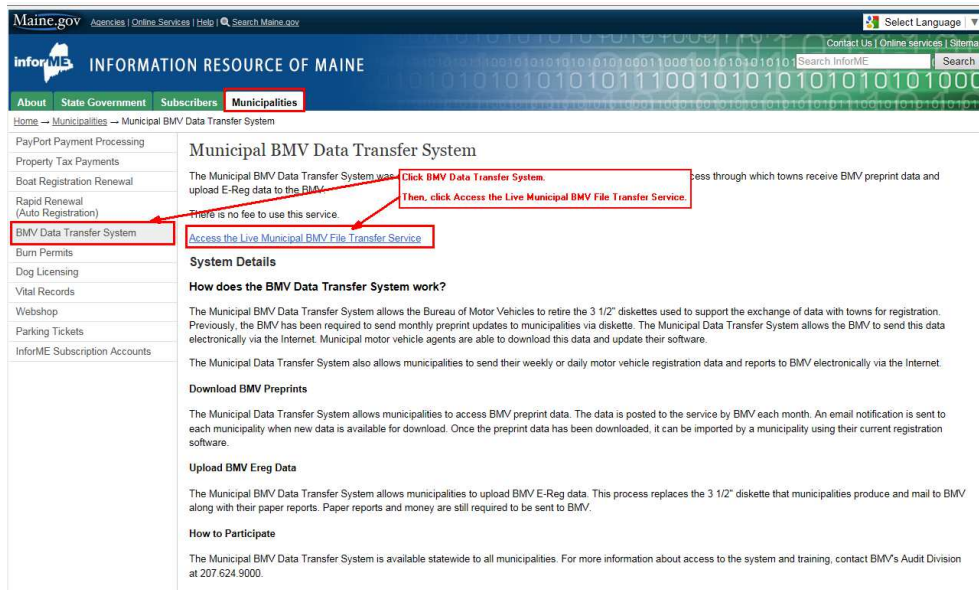 Maine.gov Agencies | Online Services | Help | Search Maine.gov
Select Language ▼
Contact Us | Online services | Sitema
inforME INFORMATION RESOURCE OF MAINE
Search InforME Search
About State Government Subscribers Municipalities
Home → Municipalities → Municipal BMV Data Transfer System
PayPort Payment Processing
Property Tax Payments
Boat Registration Renewal
Rapid Renewal
(Auto Registration)
BMV Data Transfer System
Burn Permits
Dog Licensing
Vital Records
Webshop
Parking Tickets
InforME Subscription Accounts
Municipal BMV Data Transfer System
The Municipal BMV Data Transfer System was cess through which towns receive BMV preprint data and
upload E-Reg data to the BMV.
Click BMV Data Transfer System.
Then, click Access the Live Municipal BMV File Transfer Service.
There is no fee to use this service.
Access the Live Municipal BMV File Transfer Service
System Details
How does the BMV Data Transfer System work?
The Municipal BMV Data Transfer System allows the Bureau of Motor Vehicles to retire the 3 1/2" diskettes used to support the exchange of data with towns for registration.
Previously, the BMV has been required to send monthly preprint updates to municipalities via diskette. The Municipal Data Transfer System allows the BMV to send this data
electronically via the Internet. Municipal motor vehicle agents are able to download this data and update their software.
The Municipal Data Transfer System also allows municipalities to send their weekly or daily motor vehicle registration data and reports to BMV electronically via the Internet.
Download BMV Preprints
The Municipal Data Transfer System allows municipalities to access BMV preprint data. The data is posted to the service by BMV each month. An email notification is sent to
each municipality when new data is available for download. Once the preprint data has been downloaded, it can be imported by a municipality using their current registration
software.
Upload BMV Ereg Data
The Municipal BMV Data Transfer System allows municipalities to upload BMV E-Reg data. This process replaces the 3 1/2" diskette that municipalities produce and mail to BMV
along with their paper reports. Paper reports and money are still required to be sent to BMV.
How to Participate
The Municipal BMV Data Transfer System is available statewide to all municipalities. For more information about access to the system and training, contact BMV's Audit Division
at 207.624.9000.